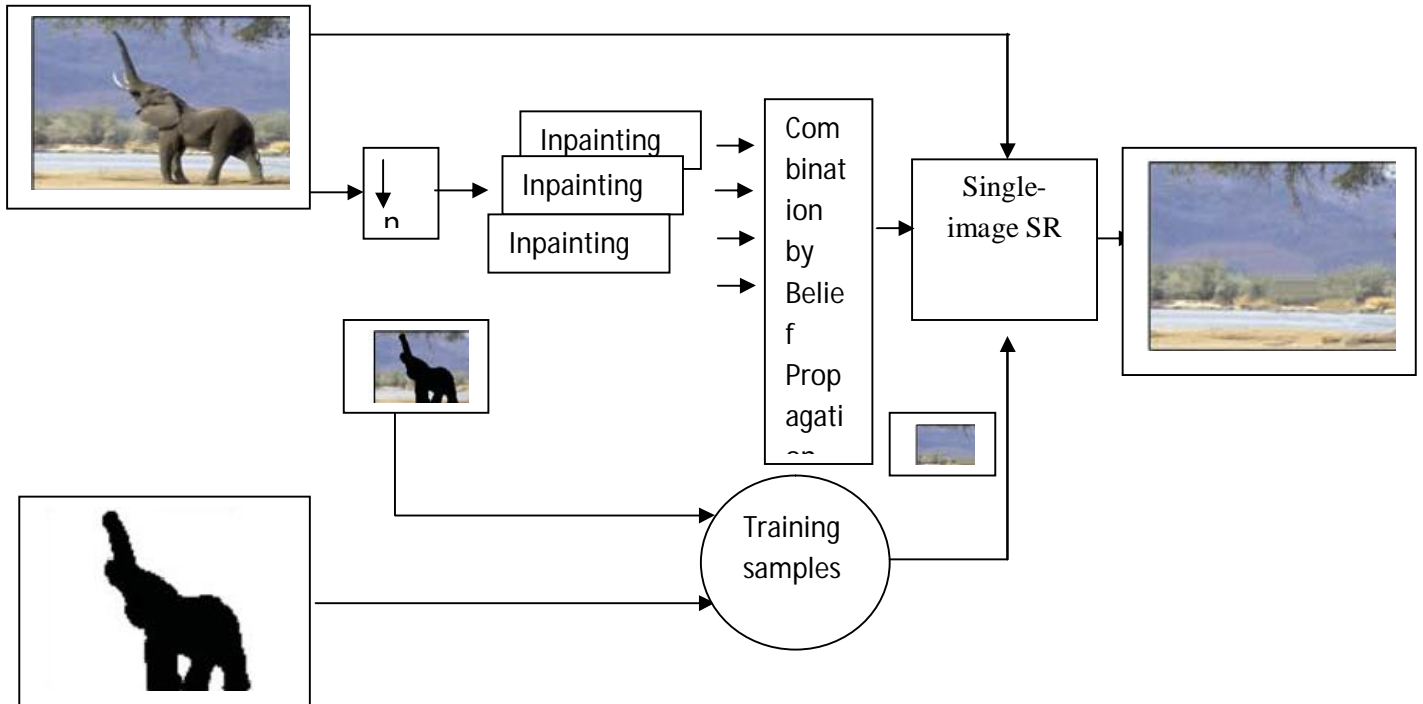 Inpainting
Inpainting
Inpainting
n
Com
binat
ion
by
Belie
f
Prop
agati
Single-
image SR
Training
samples